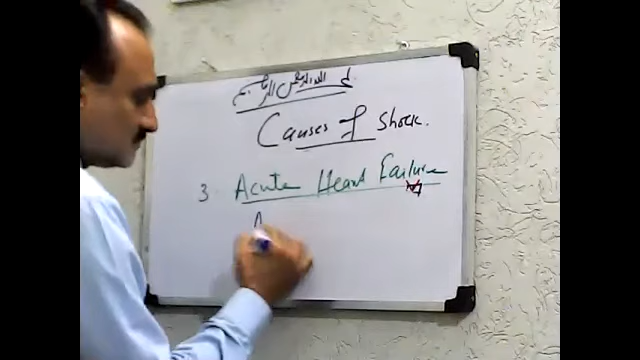 Causes of Shock.
3. Acute Heart Failure
A